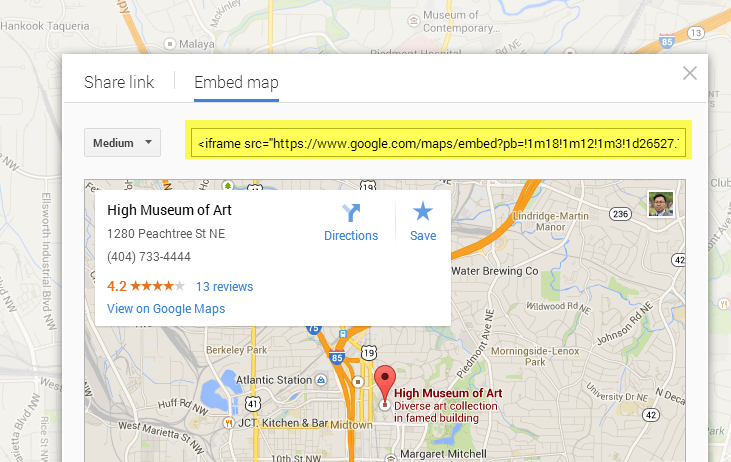 Hankook Taqueria
McKinley
Malaya
Museum of
Contemporary...
Ellsworth Industrial Blvd NW
Share link
Embed map
Medium
<iframe src="https://www.google.com/maps/embed?pb=!1m18!1m12!1m3!1d26527.
High Museum of Art
1280 Peachtree St NE
(404) 733-4444
4.2
13 reviews
View on Google Maps
Directions
Save
19
236
42
85
13
Lindridge-Martin
Manor
Water Brewing Co
Wildwood Rd NE
Johnson Rd NE
Piedmont Ave NE
Morningside-Lenox
Park
75
85
19
Berkeley Park
Atlantic Station
Huff Rd NW
41
JCT. Kitchen & Bar
Midtown
West Marietta St NW
10th St NW
High Museum of Art
Diverse art collection
in famed building
University Dr NE
Margaret Mitchell